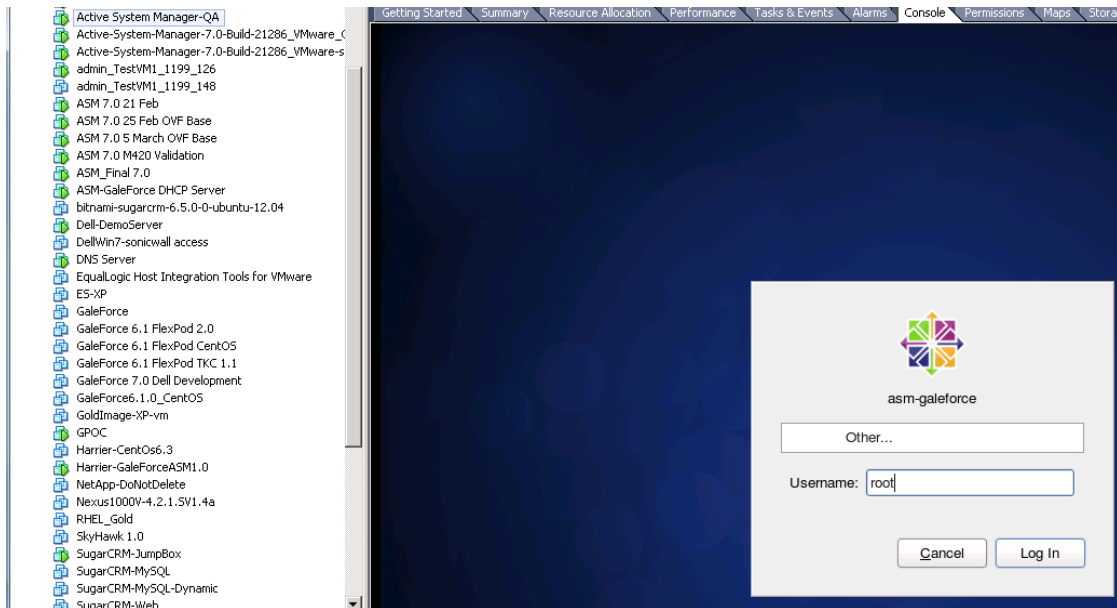 Active System Manager-QA
Active-System-Manager-7.0-Build-21286_VMware_
Active-System-Manager-7.0-Build-21286_VMware-s
admin_TestVM1_1199_126
admin_TestVM1_1199_148
ASM 7.0 21 Feb
ASM 7.0 25 Feb OVF Base
ASM 7.0 5 March OVF Base
ASM 7.0 M420 Validation
ASM_Final 7.0
ASM-GaleForce DHCP Server
bitnami-sugarcrm-6.5.0-0-ubuntu-12.04
Dell-DemoServer
DellWin7-sonicwall access
DNS Server
EqualLogic Host Integration Tools for VMware
ES-XP
GaleForce
GaleForce 6.1 FlexPod 2.0
GaleForce 6.1 FlexPod CentOS
GaleForce 6.1 FlexPod TKC 1.1
GaleForce 7.0 Dell Development
GaleForce6.1.0_CentOS
GoldImage-XP-vm
GPOC
Harrier-CentOs6.3
Harrier-GaleForceASM1.0
NetApp-DoNotDelete
Nexus1000V-4.2.1.SV1.4a
RHEL_Gold
SkyHawk 1.0
SugarCRM-JumpBox
SugarCRM-MySQL
SugarCRM-MySQL-Dynamic
SugarCRM-Web
Getting Started Summary Resource Allocation Performance Tasks & Events Alarms Console Permissions Maps Stora
asm-galeforce
Other...
Username: root
Cancel Log In